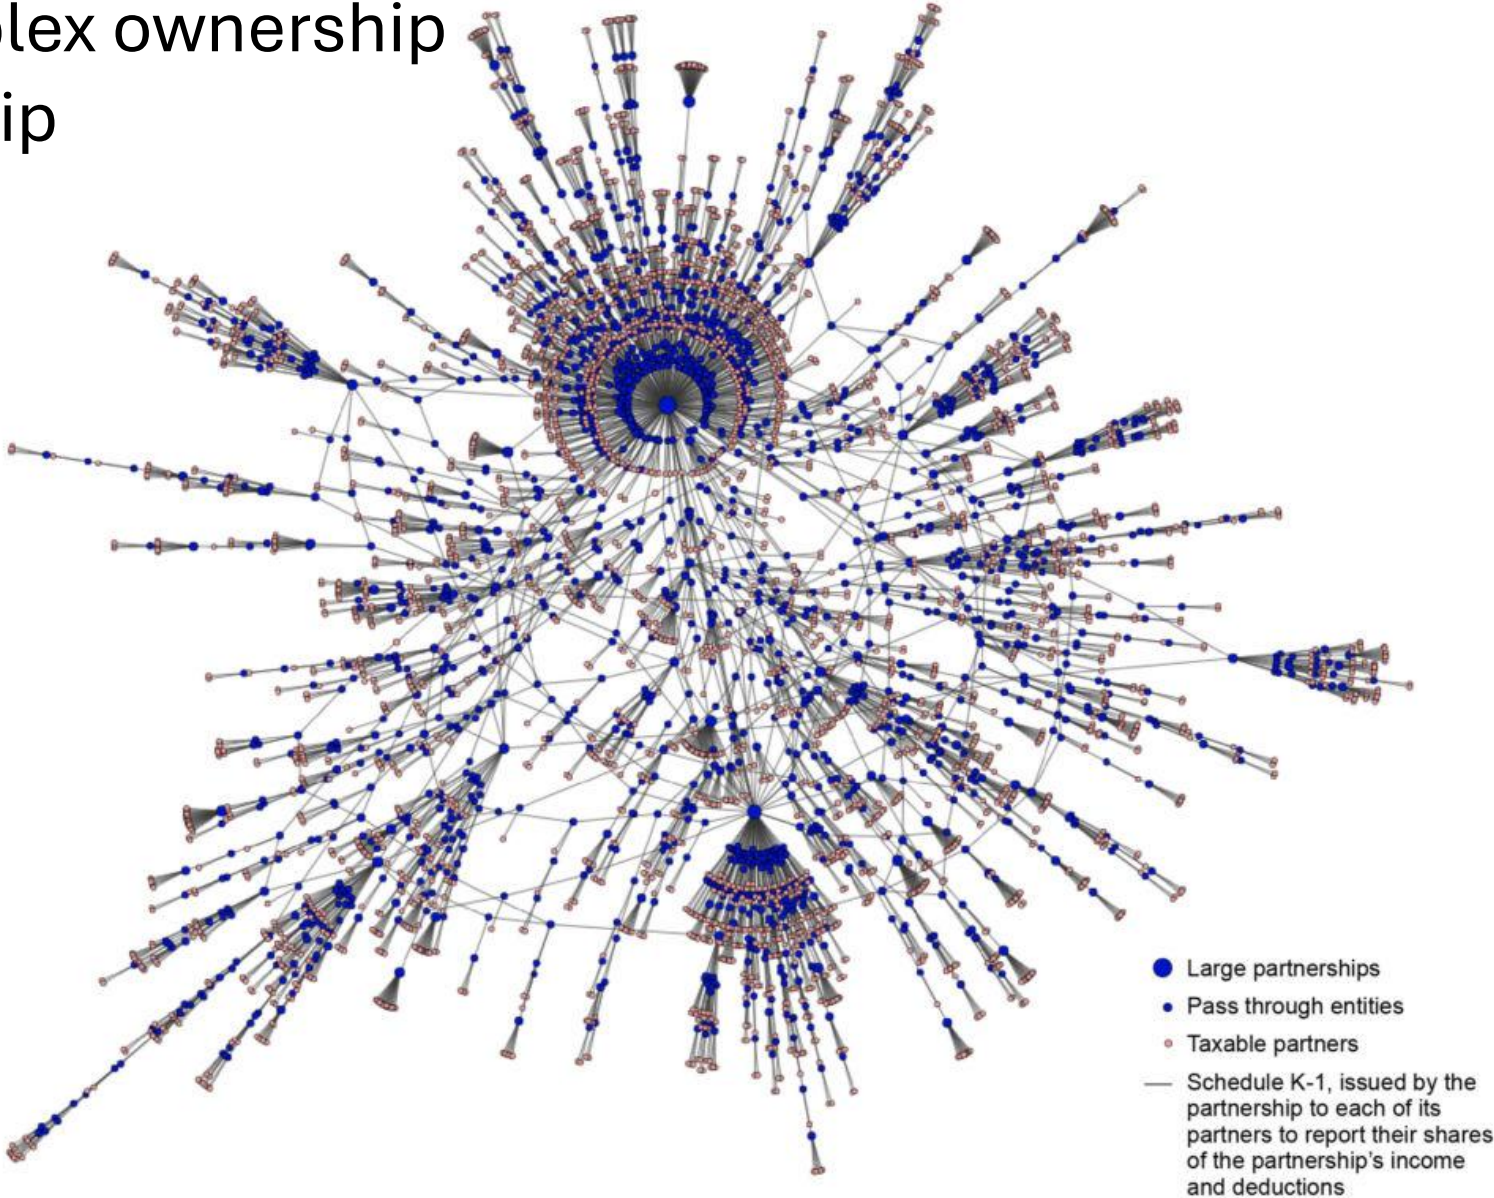 lex ownership
ip
Large partnerships
Pass through entities
Taxable partners
Schedule K-1, issued by the
partnership to each of its
partners to report their shares
of the partnership's income
and deductions